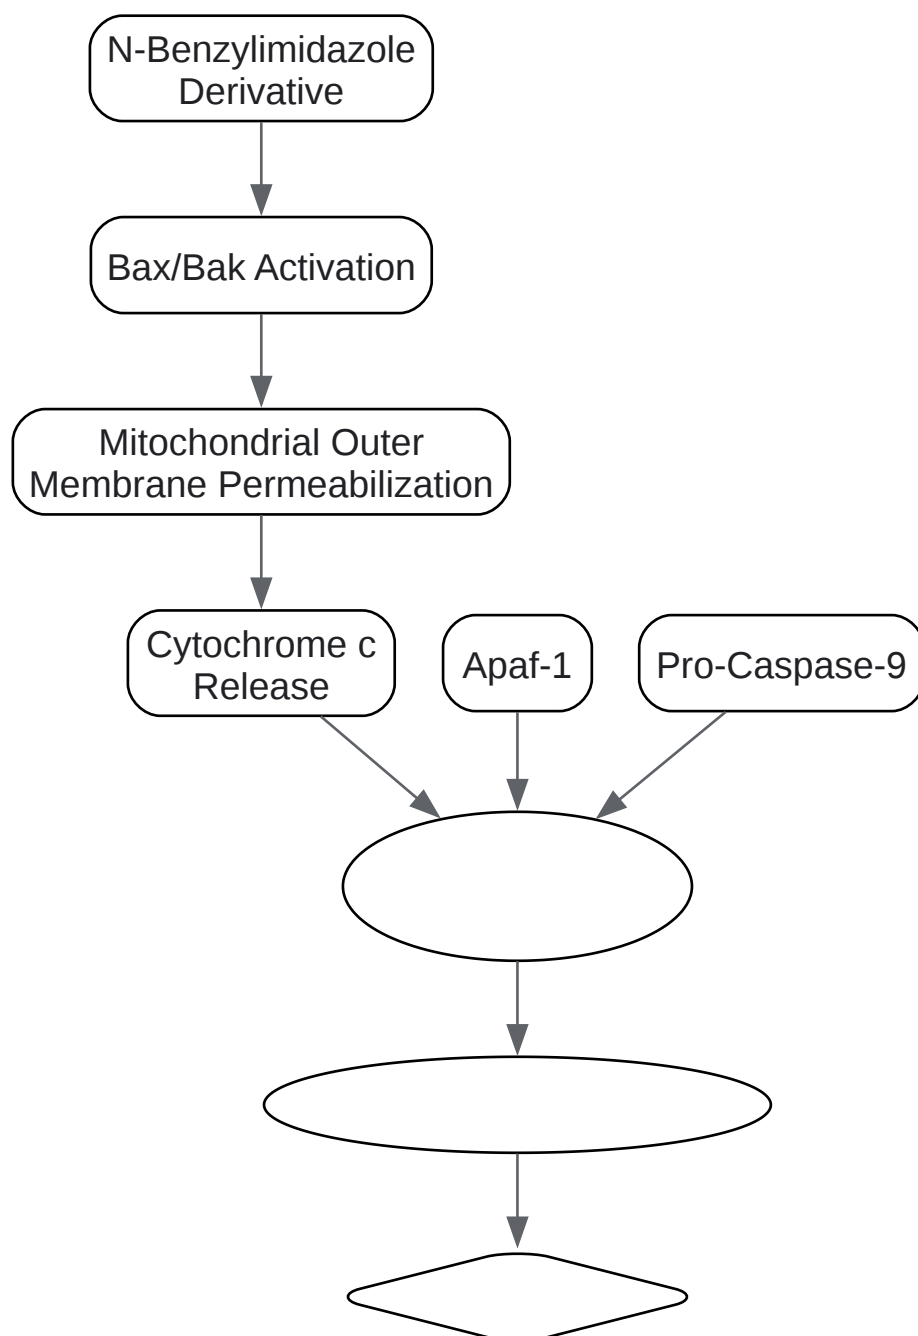 N-Benzylimidazole
Derivative
Bax/Bak Activation
Mitochondrial Outer
Membrane Permeabilization
Cytochrome c
Release
Apaf-1
Pro-Caspase-9